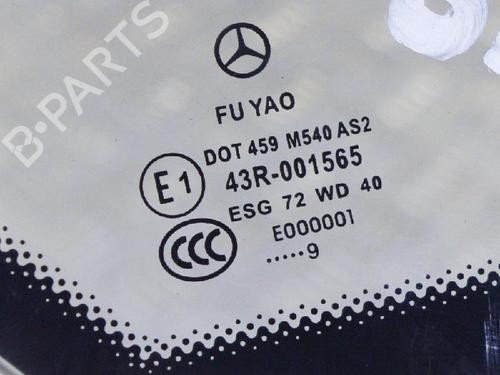 B-PARTS
FU YAO
DOT 459 M540 AS2
E1
43R-001565
ESG 72 WD 40
CCC
E000001
.....9